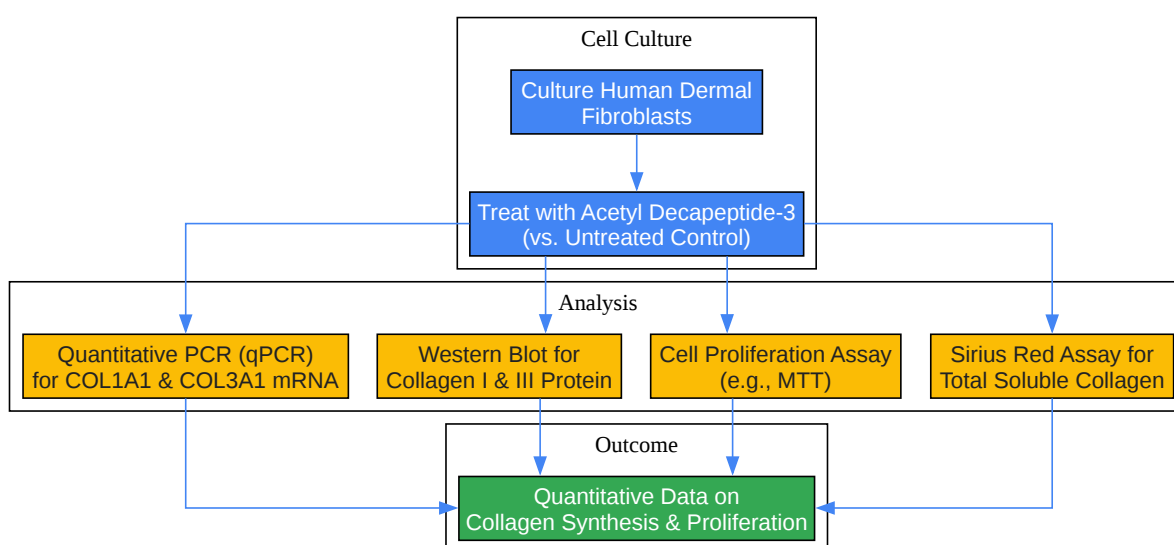 Cell Culture
Culture Human Dermal
Fibroblasts
Treat with Acetyl Decapeptide-3
(vs. Untreated Control)
Analysis
Quantitative PCR (qPCR)
for COL1A1 & COL3A1 mRNA
Western Blot for
Collagen I & III Protein
Cell Proliferation Assay
(e.g., MTT)
Sirius Red Assay for
Total Soluble Collagen
Outcome
Quantitative Data on
Collagen Synthesis & Proliferation